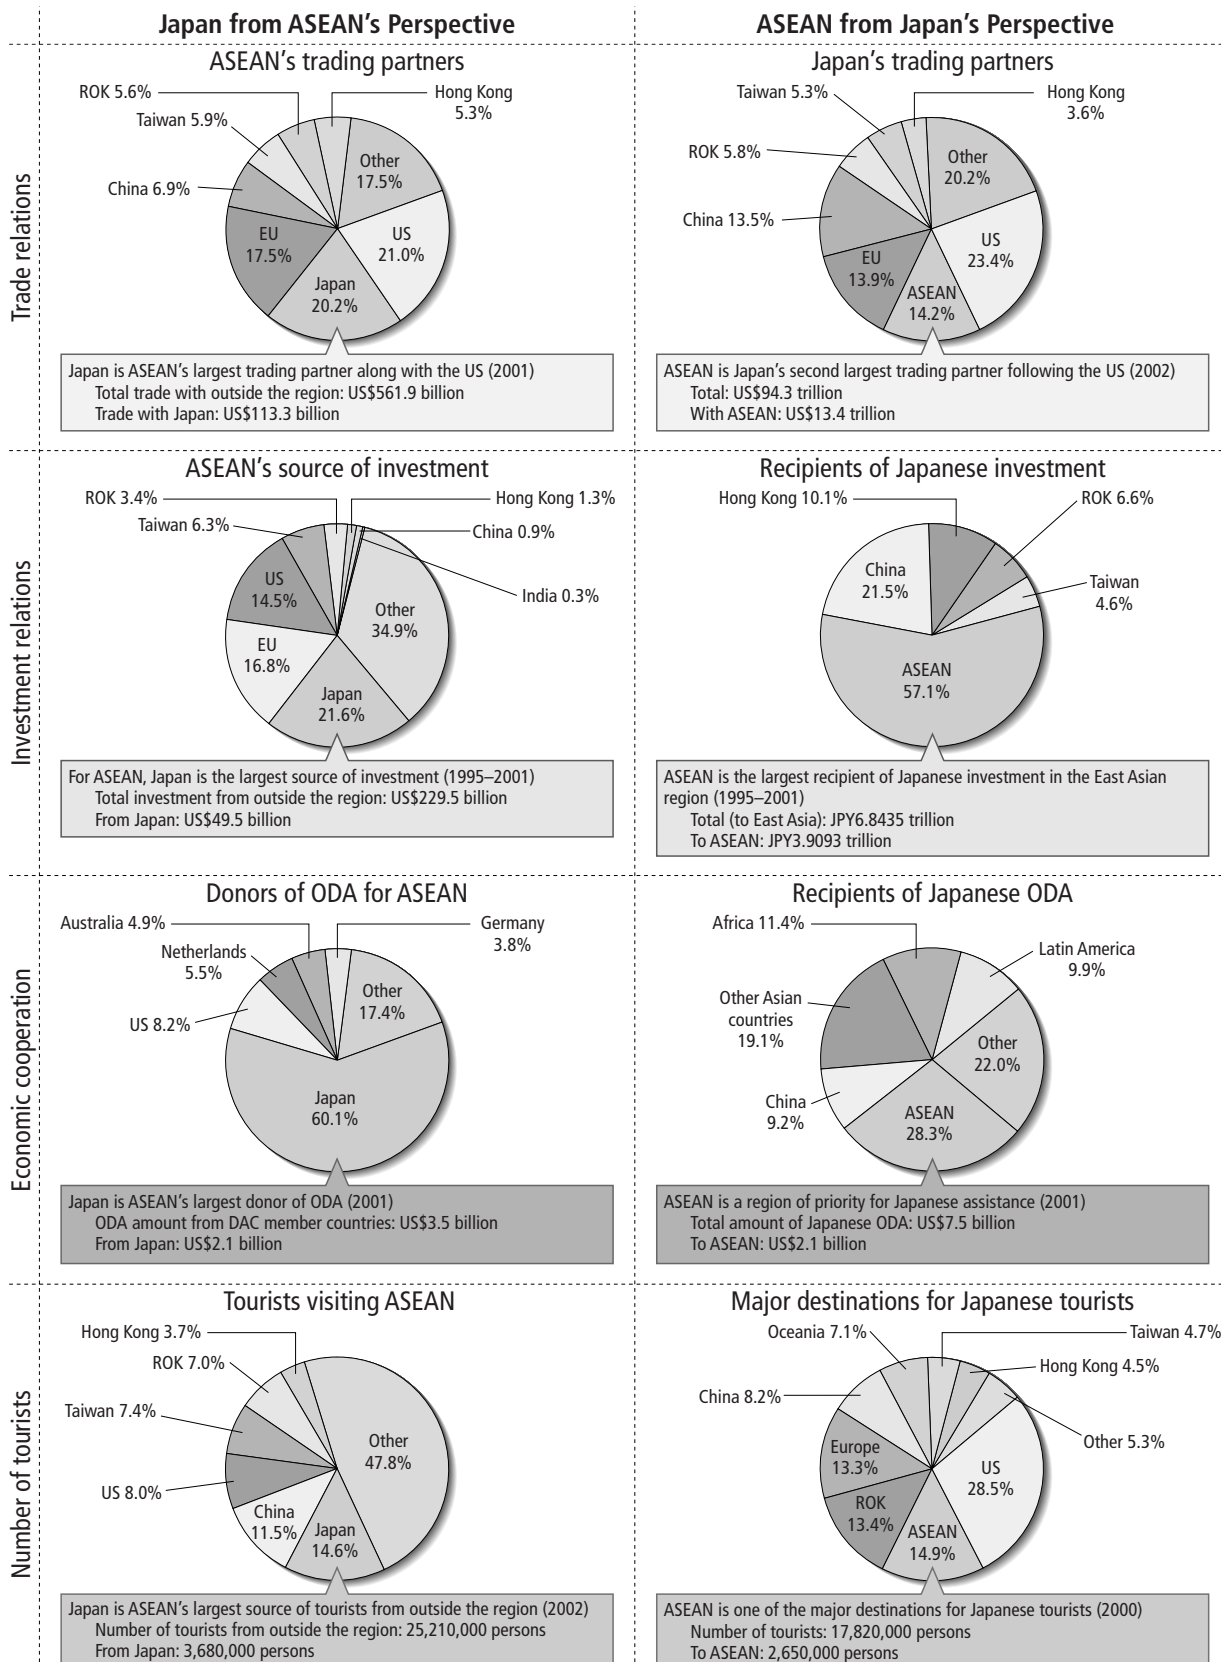 Japan from ASEAN's Perspective
ASEAN from Japan's Perspective
Trade relations
ASEAN's trading partners
ROK 5.6%
Hong Kong
5.3%
Taiwan 5.9%
Other
17.5%
China 6.9%
EU
17.5%
US
21.0%
Japan
20.2%
Japan is ASEAN's largest trading partner along with the US (2001)
Total trade with outside the region: US$561.9 billion
Trade with Japan: US$113.3 billion
Japan's trading partners
Taiwan 5.3%
Hong Kong
3.6%
ROK 5.8%
Other
20.2%
China 13.5%
US
23.4%
EU
13.9%
ASEAN
14.2%
ASEAN is Japan's second largest trading partner following the US (2002)
Total: US$94.3 trillion
With ASEAN: US$13.4 trillion
Investment relations
ASEAN's source of investment
ROK 3.4%
Hong Kong 1.3%
Taiwan 6.3%
China 0.9%
US
14.5%
India 0.3%
Other
34.9%
EU
16.8%
Japan
21.6%
For ASEAN, Japan is the largest source of investment (1995–2001)
Total investment from outside the region: US$229.5 billion
From Japan: US$49.5 billion
Recipients of Japanese investment
Hong Kong 10.1%
ROK 6.6%
China
21.5%
Taiwan
4.6%
ASEAN
57.1%
ASEAN is the largest recipient of Japanese investment in the East Asian
region (1995–2001)
Total (to East Asia): JPY6.8435 trillion
To ASEAN: JPY3.9093 trillion
Economic cooperation
Donors of ODA for ASEAN
Australia 4.9%
Germany
3.8%
Netherlands
5.5%
Other
17.4%
US 8.2%
Japan
60.1%
Japan is ASEAN's largest donor of ODA (2001)
ODA amount from DAC member countries: US$3.5 billion
From Japan: US$2.1 billion
Recipients of Japanese ODA
Africa 11.4%
Latin America
9.9%
Other Asian
countries
19.1%
Other
22.0%
China
9.2%
ASEAN
28.3%
ASEAN is a region of priority for Japanese assistance (2001)
Total amount of Japanese ODA: US$7.5 billion
To ASEAN: US$2.1 billion
Number of tourists
Tourists visiting ASEAN
Hong Kong 3.7%
ROK 7.0%
Taiwan 7.4%
Other
47.8%
US 8.0%
China
11.5%
Japan
14.6%
Japan is ASEAN's largest source of tourists from outside the region (2002)
Number of tourists from outside the region: 25,210,000 persons
From Japan: 3,680,000 persons
Major destinations for Japanese tourists
Oceania 7.1%
Taiwan 4.7%
Hong Kong 4.5%
China 8.2%
Other 5.3%
Europe
13.3%
US
28.5%
ROK
13.4%
ASEAN
14.9%
ASEAN is one of the major destinations for Japanese tourists (2000)
Number of tourists: 17,820,000 persons
To ASEAN: 2,650,000 persons